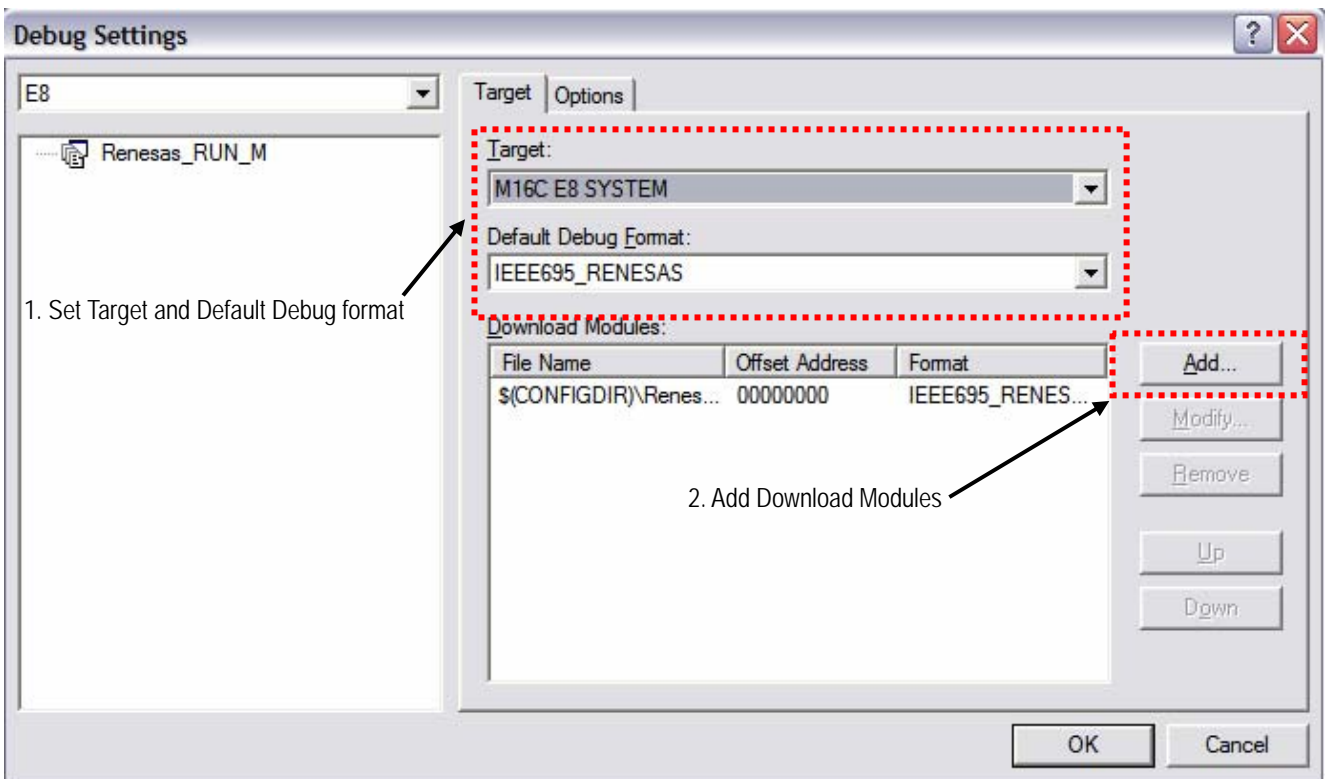 Debug Settings
E8
Renesas_RUN_M
1. Set Target and Default Debug format
Target
Options
Target:
M16C E8 SYSTEM
Default Debug Format:
IEEE695_RENESAS
Download Modules:
File Name Offset Address Format
$(CONFIGDIR)\Renes... 00000000 IEEE695_RENES...
2. Add Download Modules
Add...
Modify...
Remove
Up
Down
OK
Cancel